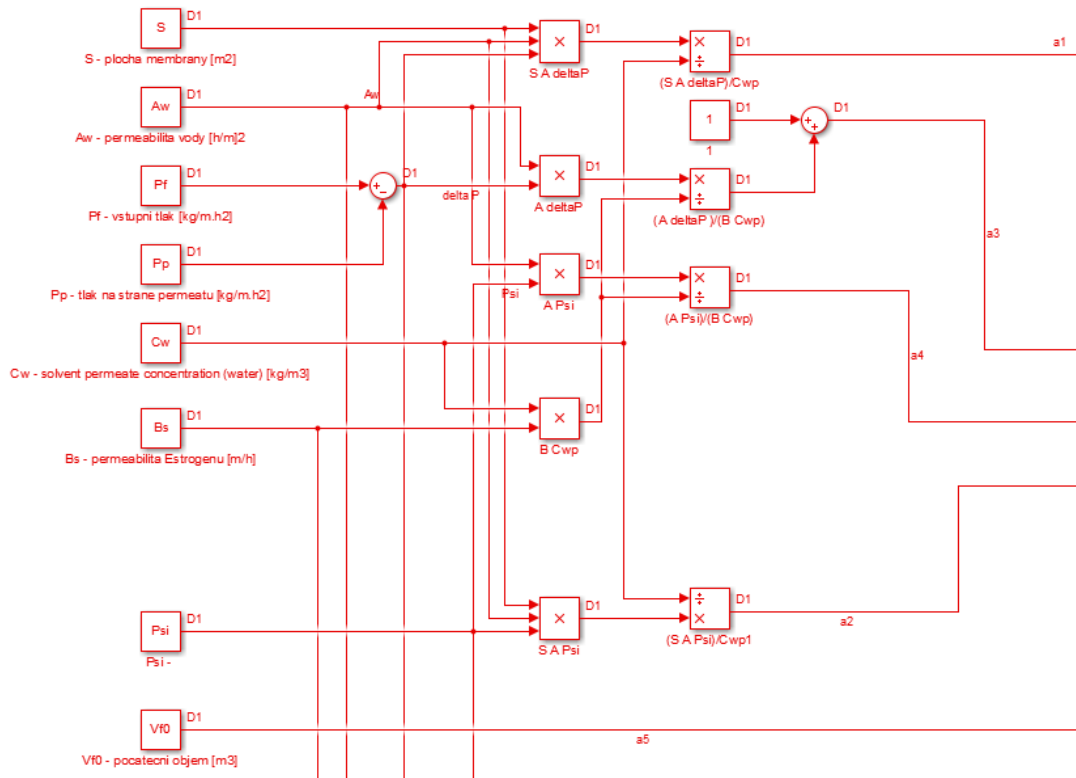 S
D1
S - plocha membrany [m2]
Aw
D1
Aw - permeabilita vody [h/m]2
Pf
D1
Pf - vstupni tlak [kg/m.h2]
Pp
D1
Pp - tlak na strane permeatu [kg/m.h2]
Cw
D1
Cw - solvent permeate concentration (water) [kg/m3]
Bs
D1
Bs - permeabilita Estrogenu [m/h]
Psi
D1
Psi -
Vf0
D1
Vf0 - pocatecni objem [m3]
D1
Aw
delta P
Psi
×
D1
S A deltaP
×
D1
A deltaP
×
D1
A Psi
×
D1
B Cwp
×
D1
S A Psi
×
÷
D1
(S A deltaP)/Cwp
1
D1
1
+
+
D1
×
÷
D1
(A deltaP )/(B Cwp)
×
÷
D1
(A Psi)/(B Cwp)
÷
×
D1
(S A Psi)/Cwp1
+
−
a1
a3
a4
a2
a5